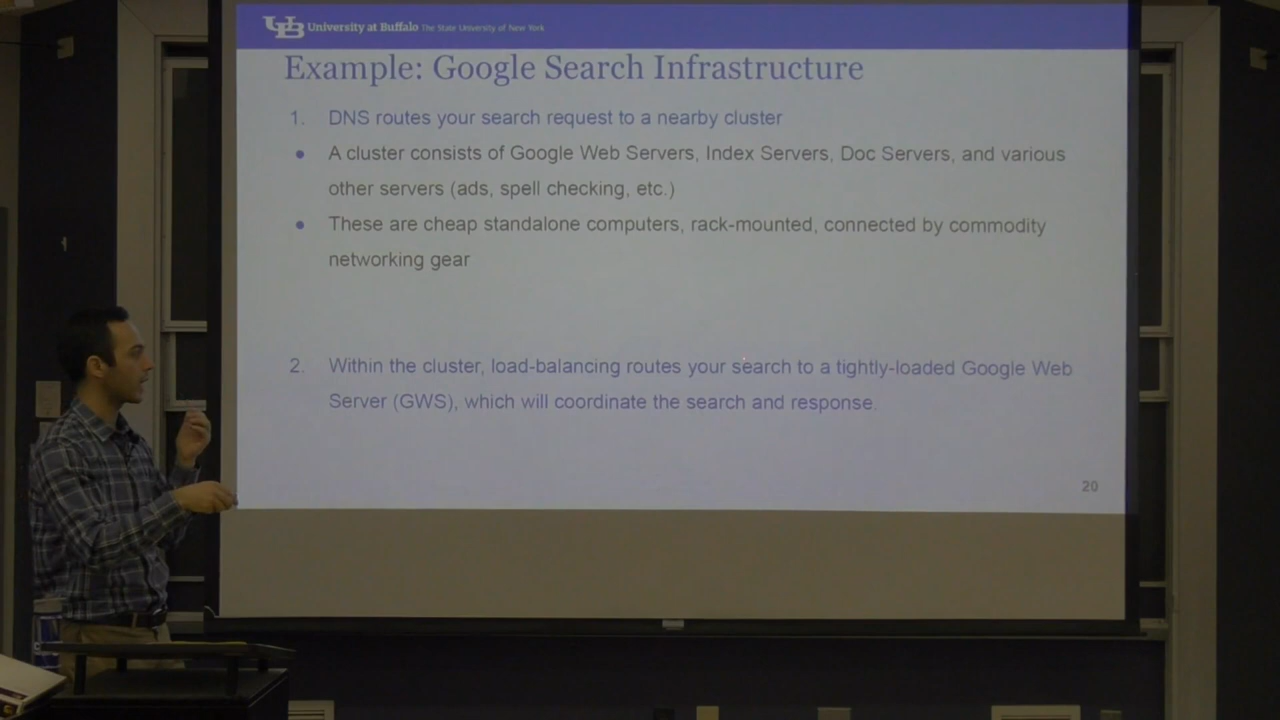 University at Buffalo The State University of New York
Example: Google Search Infrastructure
1. DNS routes your search request to a nearby cluster
• A cluster consists of Google Web Servers, Index Servers, Doc Servers, and various
other servers (ads, spell checking, etc.)
• These are cheap standalone computers, rack-mounted, connected by commodity
networking gear
2. Within the cluster, load-balancing routes your search to a tightly-loaded Google Web
Server (GWS), which will coordinate the search and response.
20